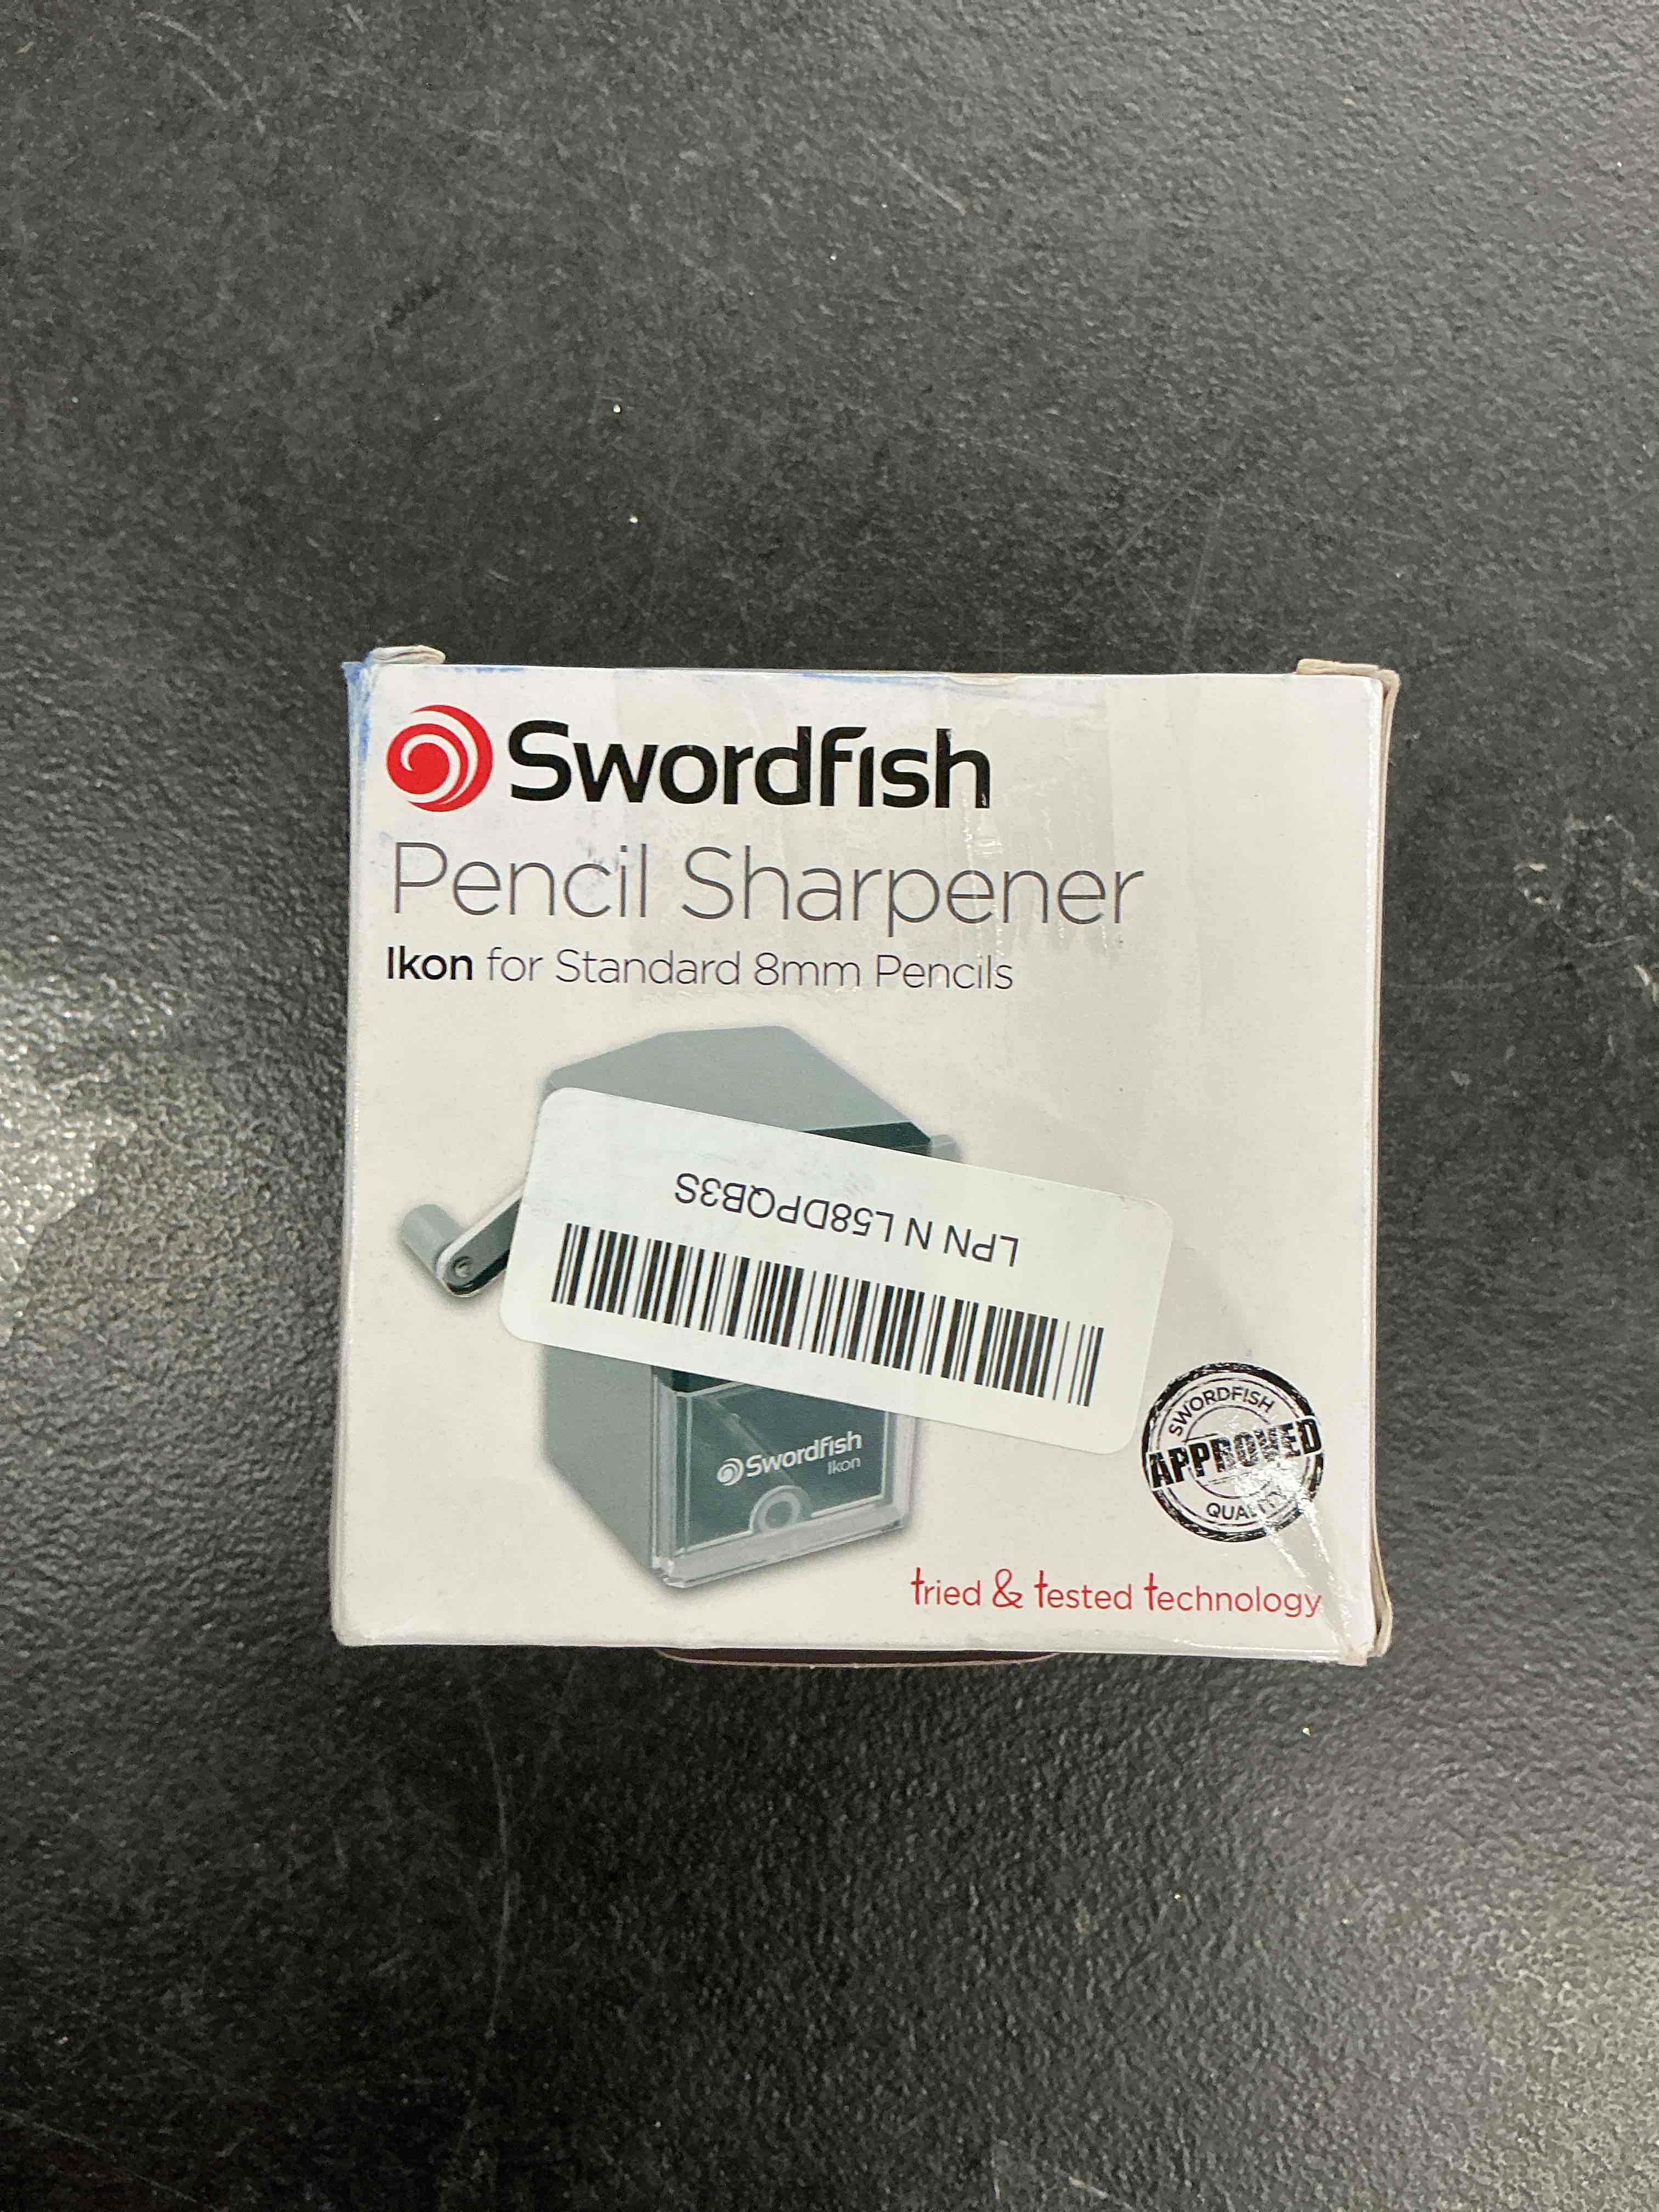 Swordfish
Pencil Sharpener
Ikon for Standard 8mm Pencils
LPN N L58DPQB3S
Swordfish
Ikon
SWORDFISH
APPROVED
QUALITY
tried & tested technology